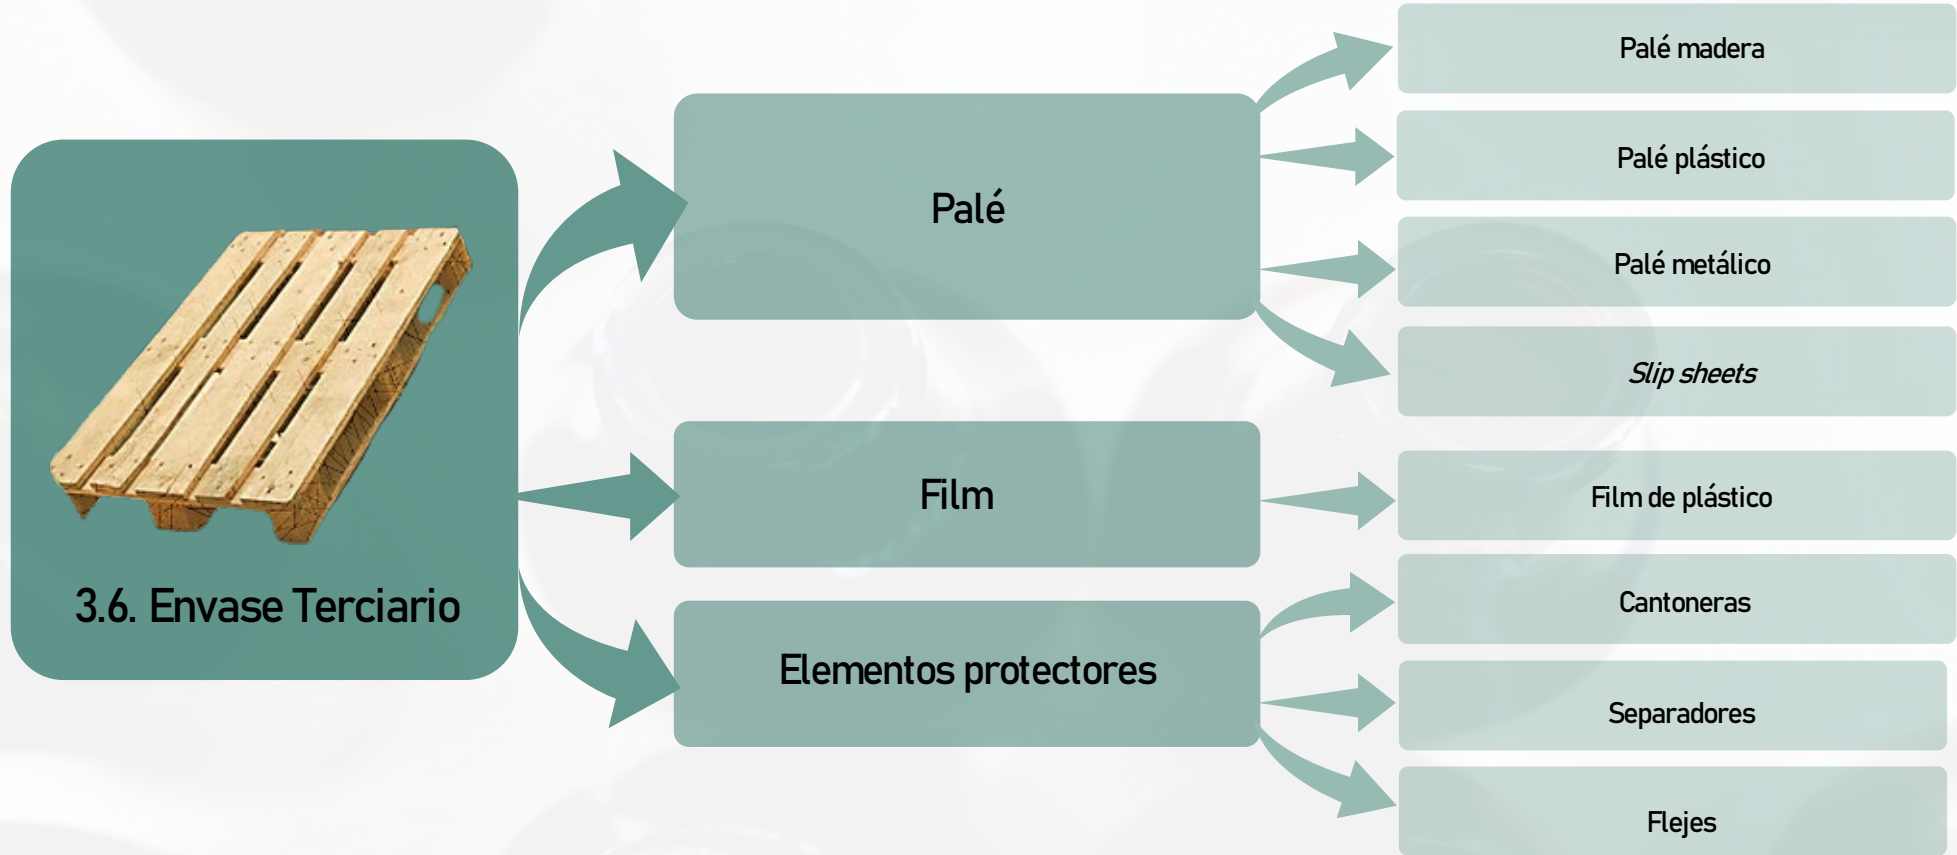 3.6. Envase Terciario
Palé
Palé madera
Palé plástico
Palé metálico
Slip sheets
Film
Film de plástico
Elementos protectores
Cantoneras
Separadores
Flejes